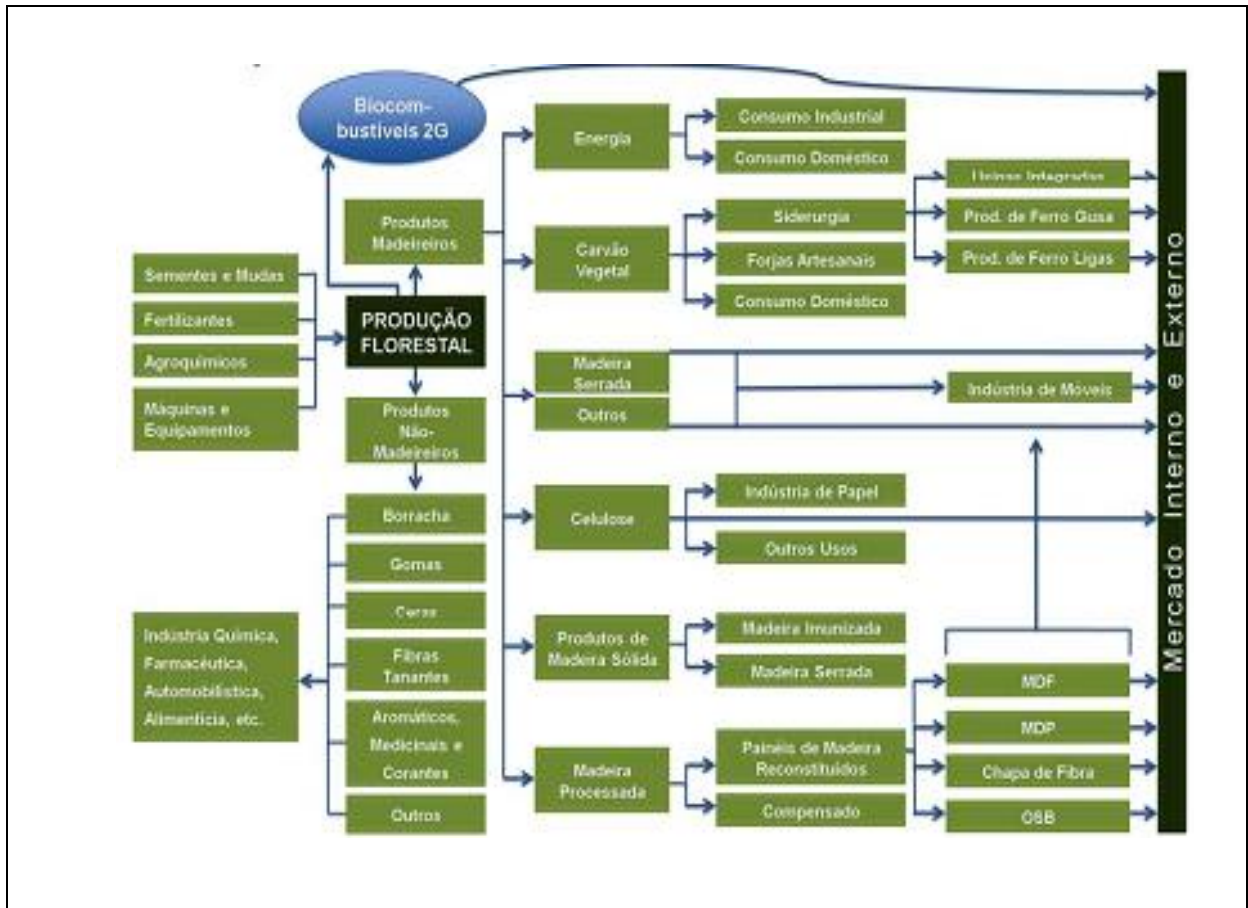 Biocom-
bustíveis 2G
Produtos
Madeireiros
Sementes e Mudas
Fertilizantes
Agroquímicos
Máquinas e
Equipamentos
PRODUÇÃO
FLORESTAL
Produtos
Não-
Madeireiros
Borracha
Gomas
Ceras
Fibras
Tanantes
Aromáticos,
Medicinais e
Corantes
Outros
Indústria Química,
Farmacêutica,
Automobilística,
Alimentícia, etc.
Energia
Consumo Industrial
Consumo Doméstico
Carvão
Vegetal
Siderurgia
Forjas Artesanais
Consumo Doméstico
Prod. de Ferro Gusa
Prod. de Ferro Ligas
Madeira
Serrada
Outros
Indústria de Móveis
Celulose
Indústria de Papel
Outros Usos
Produtos de
Madeira Sólida
Madeira Imunizada
Madeira Serrada
Madeira
Processada
Painéis de Madeira
Reconstituídos
Compensado
MDF
MDP
Chapa de Fibra
OSB
Mercado Interno e Externo